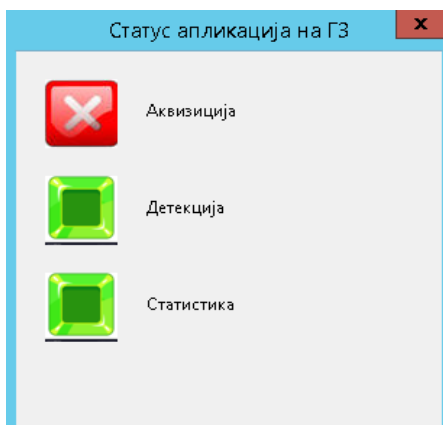 Статус апликација на ГЗ
Аквизиција
Детекција
Статистика